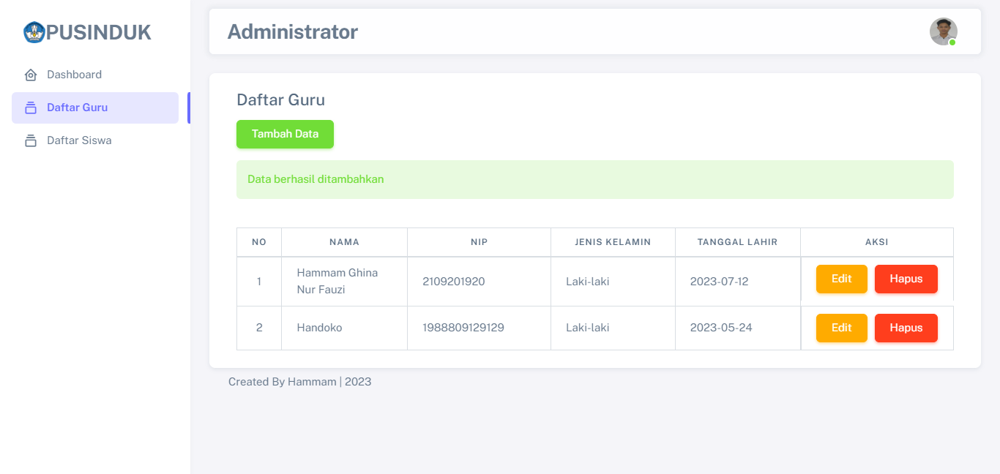 PUSINDUK
Dashboard
Daftar Guru
Daftar Siswa
Administrator
Daftar Guru
Tambah Data
Data berhasil ditambahkan
NO NAMA NIP JENIS KELAMIN TANGGAL LAHIR AKSI
1 Hammam Ghina Nur Fauzi 2109201920 Laki-laki 2023-07-12 Edit Hapus
2 Handoko 1988809129129 Laki-laki 2023-05-24 Edit Hapus
Created By Hammam | 2023